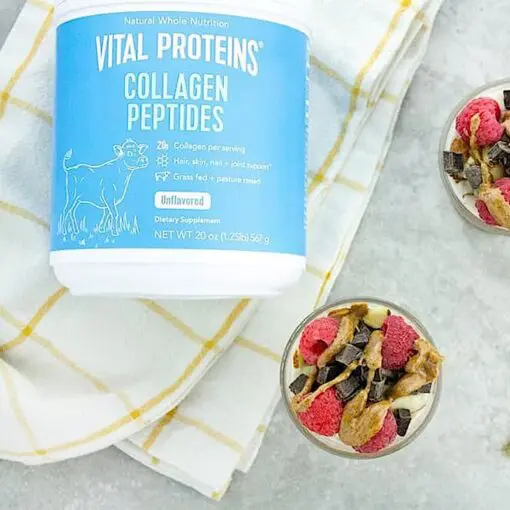 Natural Whole Nutrition
VITAL PROTEINS®
COLLAGEN
PEPTIDES
20g Collagen per serving
Hair, skin, nail + joint support*
Grass fed + pasture raised
Unflavored
Dietary Supplement
NET WT 20 oz (1.25lb) 567 g